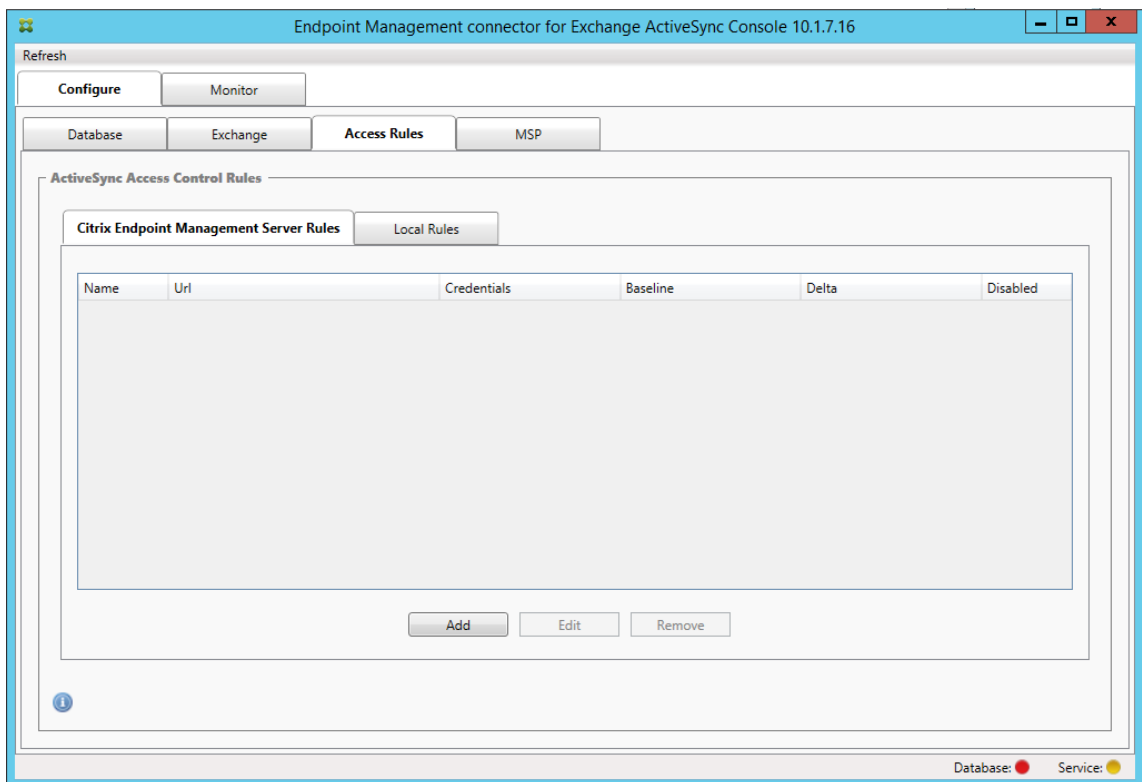 Endpoint Management connector for Exchange ActiveSync Console 10.1.7.16
Refresh
Configure Monitor
Database Exchange Access Rules MSP
ActiveSync Access Control Rules
Citrix Endpoint Management Server Rules Local Rules
Name Url Credentials Baseline Delta Disabled
Add Edit Remove
Database: Service: